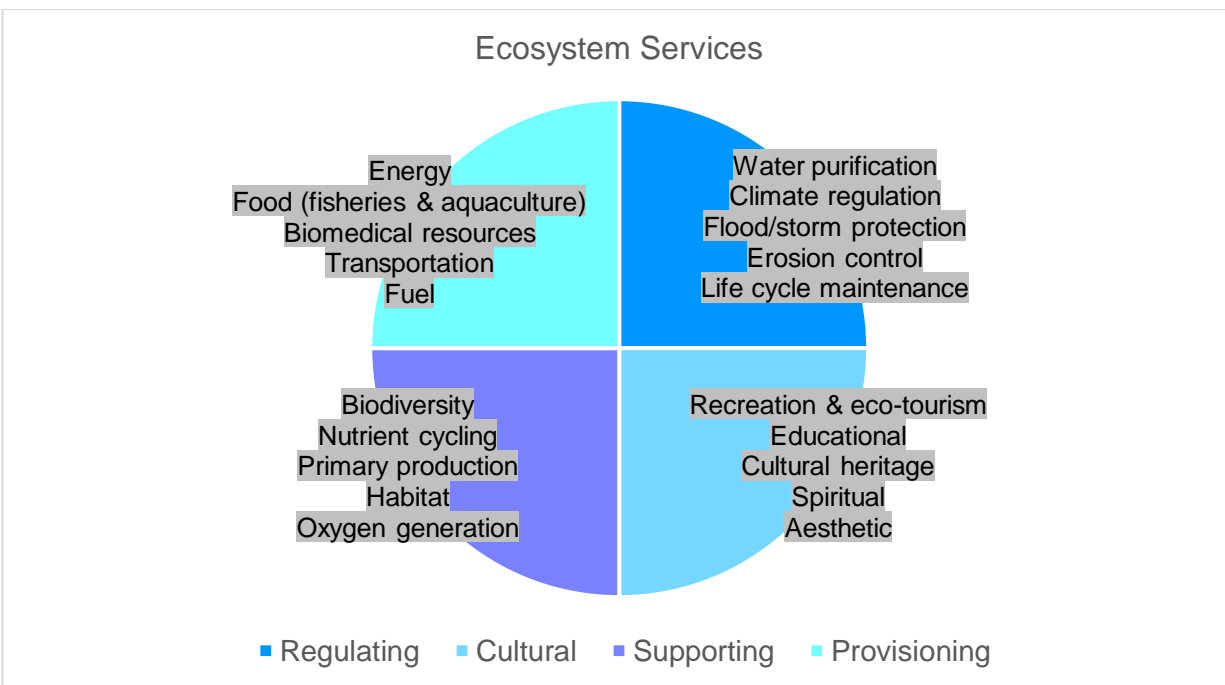 Ecosystem Services
Energy
Food (fisheries & aquaculture)
Biomedical resources
Transportation
Fuel
Water purification
Climate regulation
Flood/storm protection
Erosion control
Life cycle maintenance
Biodiversity
Nutrient cycling
Primary production
Habitat
Oxygen generation
Recreation & eco-tourism
Educational
Cultural heritage
Spiritual
Aesthetic
Regulating Cultural Supporting Provisioning